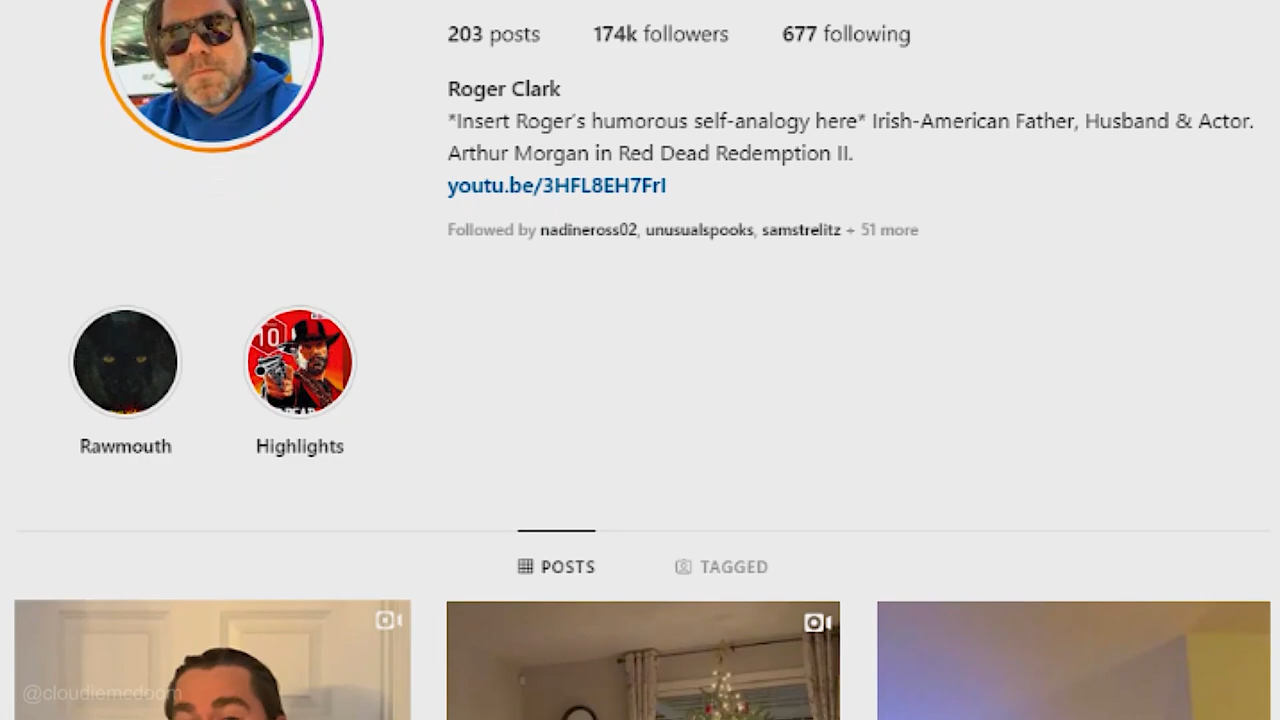 203 posts 174k followers 677 following
Roger Clark
*Insert Roger's humorous self-analogy here* Irish-American Father, Husband & Actor.
Arthur Morgan in Red Dead Redemption II.
youtu.be/3HFL8EH7FrI
Followed by nadineross02, unusualspooks, samstrelitz + 51 more
10
DEAD
Rawmouth Highlights
POSTS TAGGED
@cloudiemcdoom